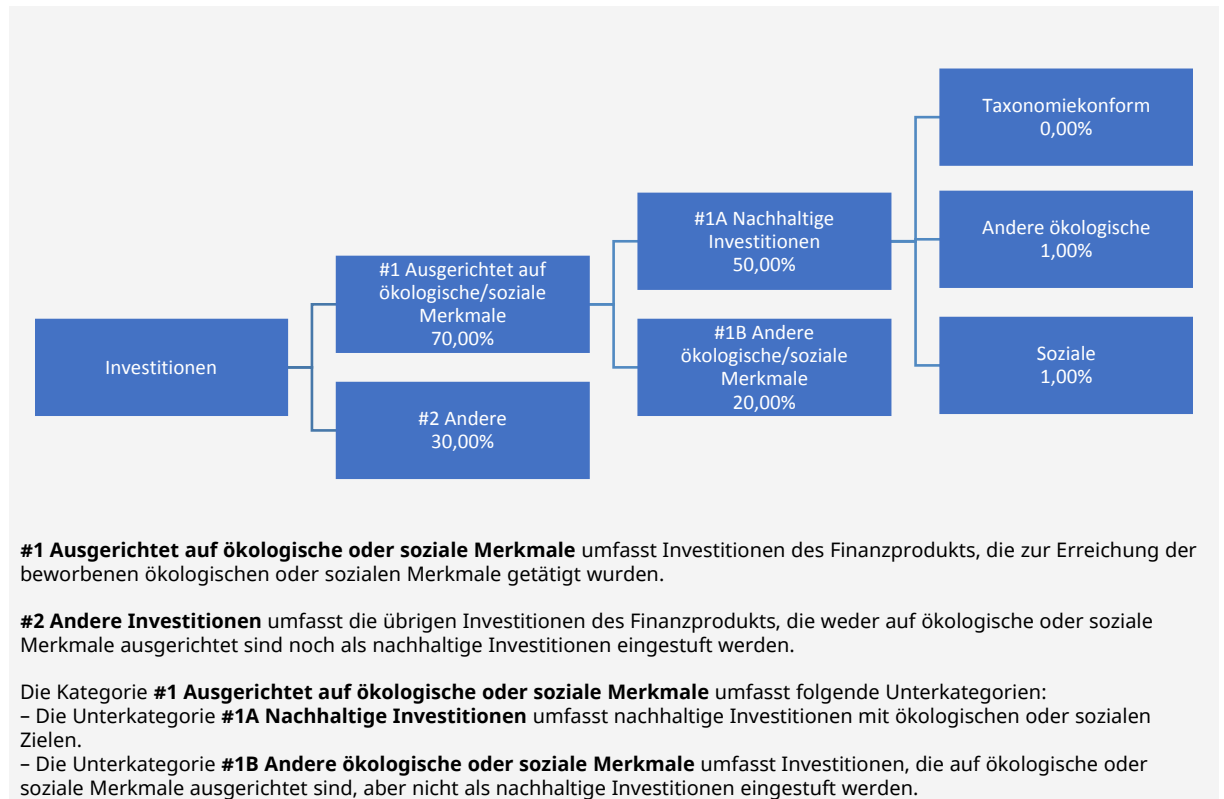 Investitionen
#1 Ausgerichtet auf
ökologische/soziale
Merkmale
70,00%
#2 Andere
30,00%
#1A Nachhaltige
Investitionen
50,00%
#1B Andere
ökologische/soziale
Merkmale
20,00%
Taxonomiekonform
0,00%
Andere ökologische
1,00%
Soziale
1,00%
#1 Ausgerichtet auf ökologische oder soziale Merkmale umfasst Investitionen des Finanzprodukts, die zur Erreichung der
beworbenen ökologischen oder sozialen Merkmale getätigt wurden.
#2 Andere Investitionen umfasst die übrigen Investitionen des Finanzprodukts, die weder auf ökologische oder soziale
Merkmale ausgerichtet sind noch als nachhaltige Investitionen eingestuft werden.
Die Kategorie #1 Ausgerichtet auf ökologische oder soziale Merkmale umfasst folgende Unterkategorien:
– Die Unterkategorie #1A Nachhaltige Investitionen umfasst nachhaltige Investitionen mit ökologischen oder sozialen
Zielen.
– Die Unterkategorie #1B Andere ökologische oder soziale Merkmale umfasst Investitionen, die auf ökologische oder
soziale Merkmale ausgerichtet sind, aber nicht als nachhaltige Investitionen eingestuft werden.